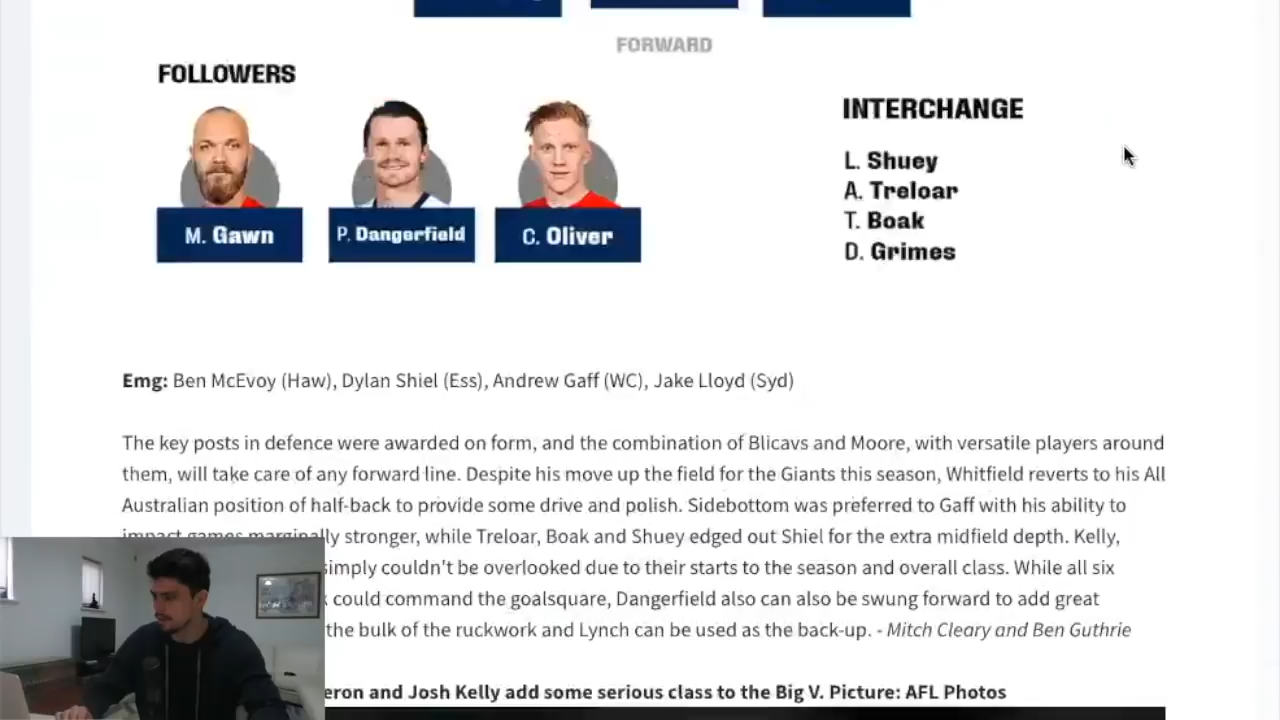 FORWARD
FOLLOWERS
INTERCHANGE
L. Shuey
A. Treloar
T. Boak
D. Grimes
M. Gawn
P. Dangerfield
C. Oliver
Emg: Ben McEvoy (Haw), Dylan Shiel (Ess), Andrew Gaff (WC), Jake Lloyd (Syd)
The key posts in defence were awarded on form, and the combination of Blicavs and Moore, with versatile players around
them, will take care of any forward line. Despite his move up the field for the Giants this season, Whitfield reverts to his All
Australian position of half-back to provide some drive and polish. Sidebottom was preferred to Gaff with his ability to
impact games marginally stronger, while Treloar, Boak and Shuey edged out Shiel for the extra midfield depth. Kelly,
simply couldn't be overlooked due to their starts to the season and overall class. While all six
could command the goalsquare, Dangerfield also can also be swung forward to add great
the bulk of the ruckwork and Lynch can be used as the back-up. - Mitch Cleary and Ben Guthrie
and Josh Kelly add some serious class to the Big V. Picture: AFL Photos